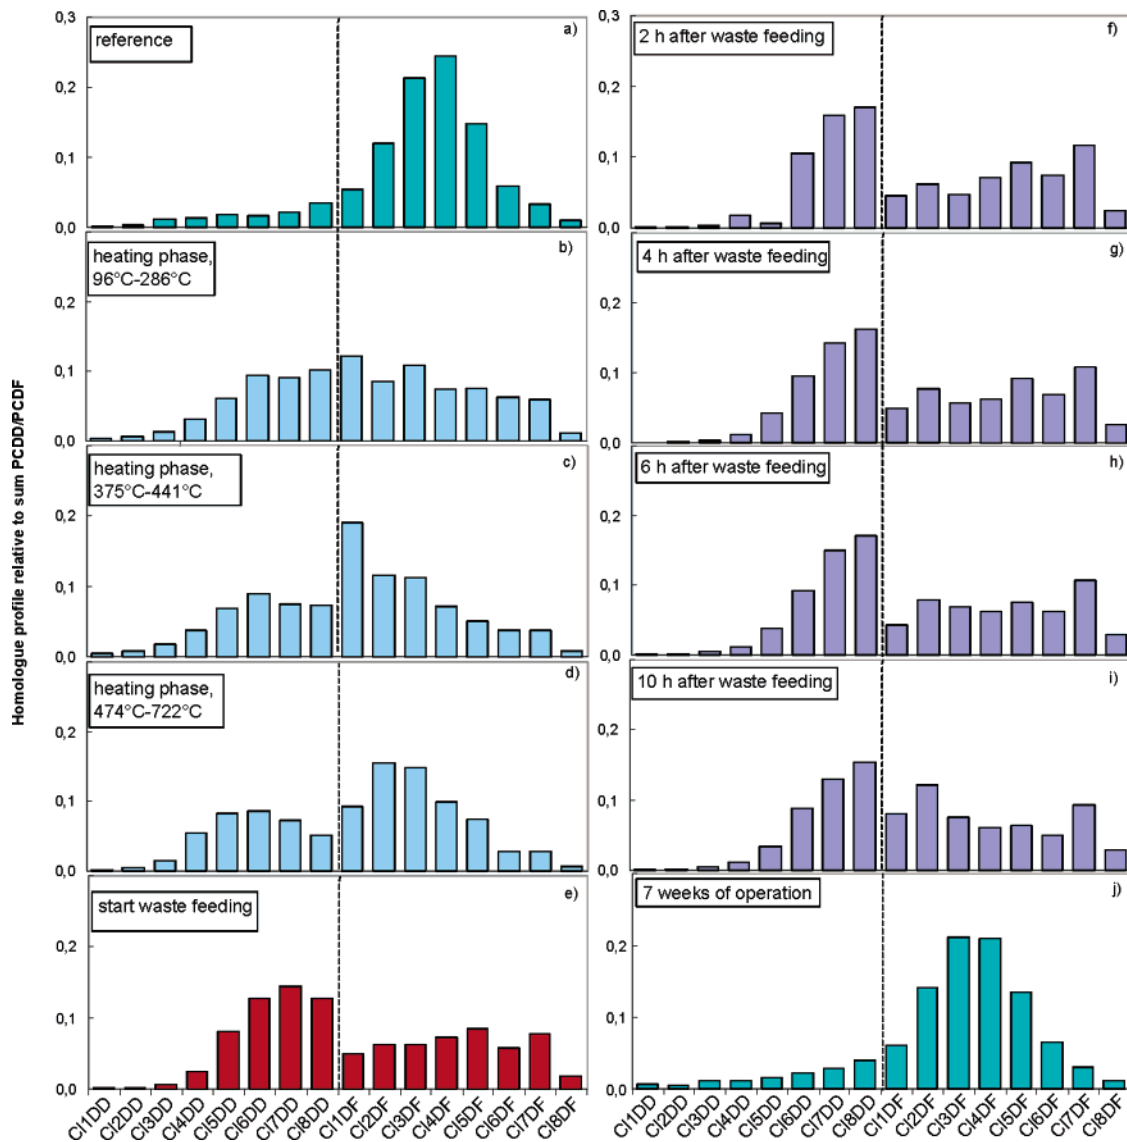 Homologue profile relative to sum PCDD/PCDF
0,3
0,2
0,1
0,0
reference
a)
0,2
0,1
0,0
heating phase,
96°C-286°C
b)
0,2
0,1
0,0
heating phase,
375°C-441°C
c)
0,2
0,1
0,0
heating phase,
474°C-722°C
d)
0,2
0,1
0,0
start waste feeding
e)
Cl1DD
Cl2DD
Cl3DD
Cl4DD
Cl5DD
Cl6DD
Cl7DD
Cl8DD
Cl1DF
Cl2DF
Cl3DF
Cl4DF
Cl5DF
Cl6DF
Cl7DF
Cl8DF
0,3
0,2
0,1
0,0
2 h after waste feeding
f)
0,2
0,1
0,0
4 h after waste feeding
g)
0,2
0,1
0,0
6 h after waste feeding
h)
0,2
0,1
0,0
10 h after waste feeding
i)
0,2
0,1
0,0
7 weeks of operation
j)
Cl1DD
Cl2DD
Cl3DD
Cl4DD
Cl5DD
Cl6DD
Cl7DD
Cl8DD
Cl1DF
Cl2DF
Cl3DF
Cl4DF
Cl5DF
Cl6DF
Cl7DF
Cl8DF